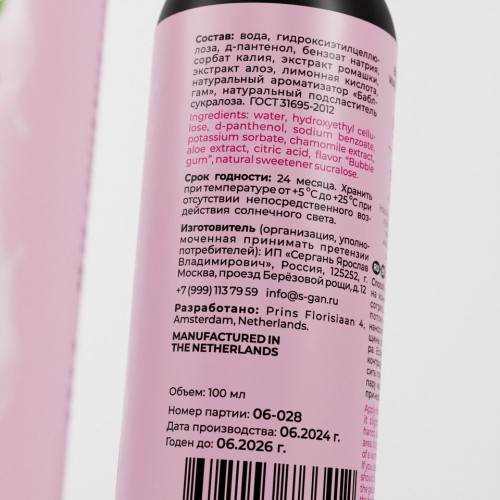 Состав: вода, гидроксиэтилцеллю-
лоза, д-пантенол, бензоат натрия,
сорбат калия, экстракт ромашки,
экстракт алоэ, лимонная кислота,
натуральный ароматизатор «Бабл-
гам», натуральный подсластитель
сукралоза. ГОСТ 31695-2012
Ingredients: water, hydroxyethyl cellu-
lose, d-panthenol, sodium benzoate,
potassium sorbate, chamomile extract,
aloe extract, citric acid, flavor "Bubble
gum", natural sweetener sucralose.
Срок годности: 24 месяца. Хранить
при температуре от +5°С до +25°С при
отсутствии непосредственного воз-
действия солнечного света.
Изготовитель (организация, уполно-
моченная принимать претензии
потребителей): ИП «Сергань Ярослав
Владимирович», Россия, 125252, г.
Москва, проезд Берёзовой рощи, д.12
+7 (999) 113 79 59 info@s-gan.ru
Разработано: Prins Florisiaan 4,
Amsterdam, Netherlands.
MANUFACTURED IN
THE NETHERLANDS
Объем: 100 мл
Номер партии: 06-028
Дата производства: 06.2024 г.
Годен до: 06.2026 г.